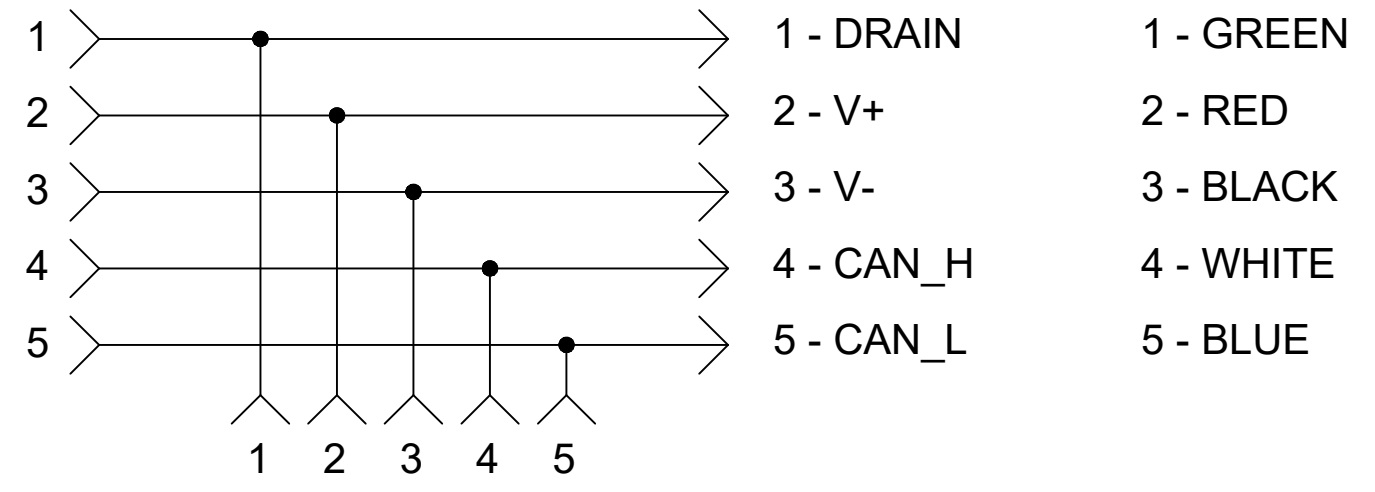 1 1 - DRAIN 1 - GREEN
2 2 - V+ 2 - RED
3 3 - V- 3 - BLACK
4 4 - CAN_H 4 - WHITE
5 5 - CAN_L 5 - BLUE
1 2 3 4 5